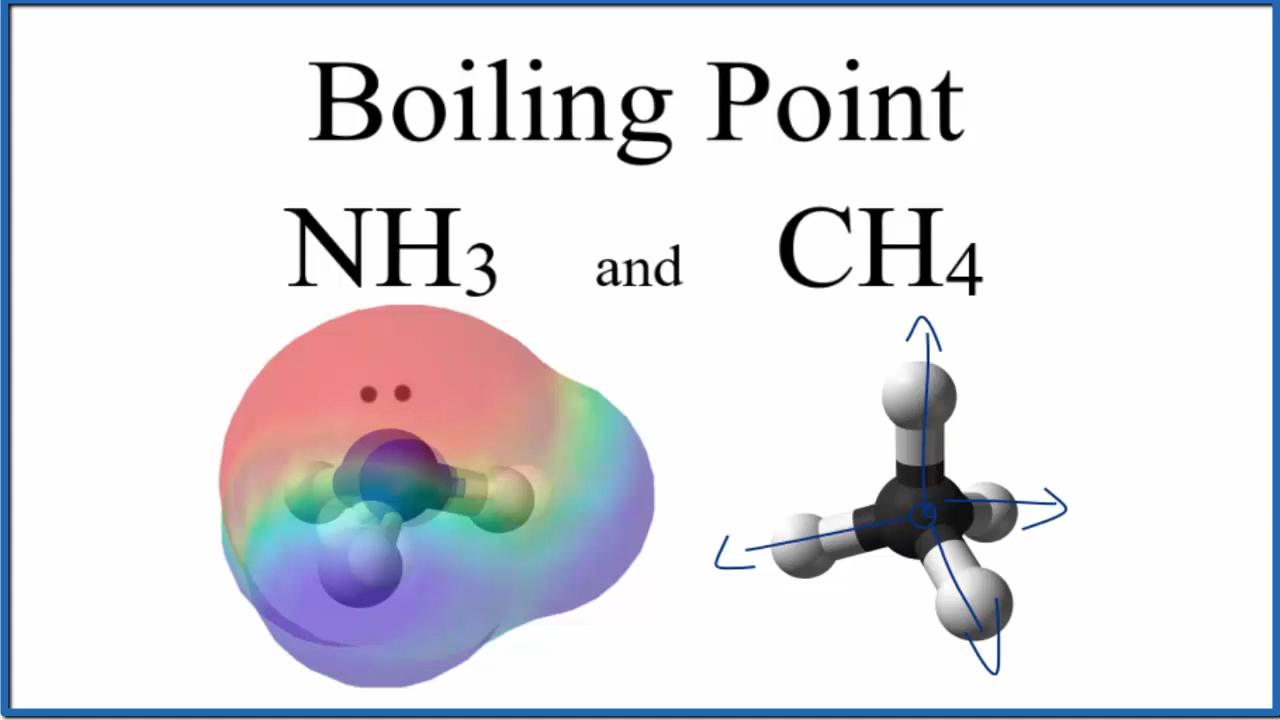 Boiling Point
NH₃ and CH₄